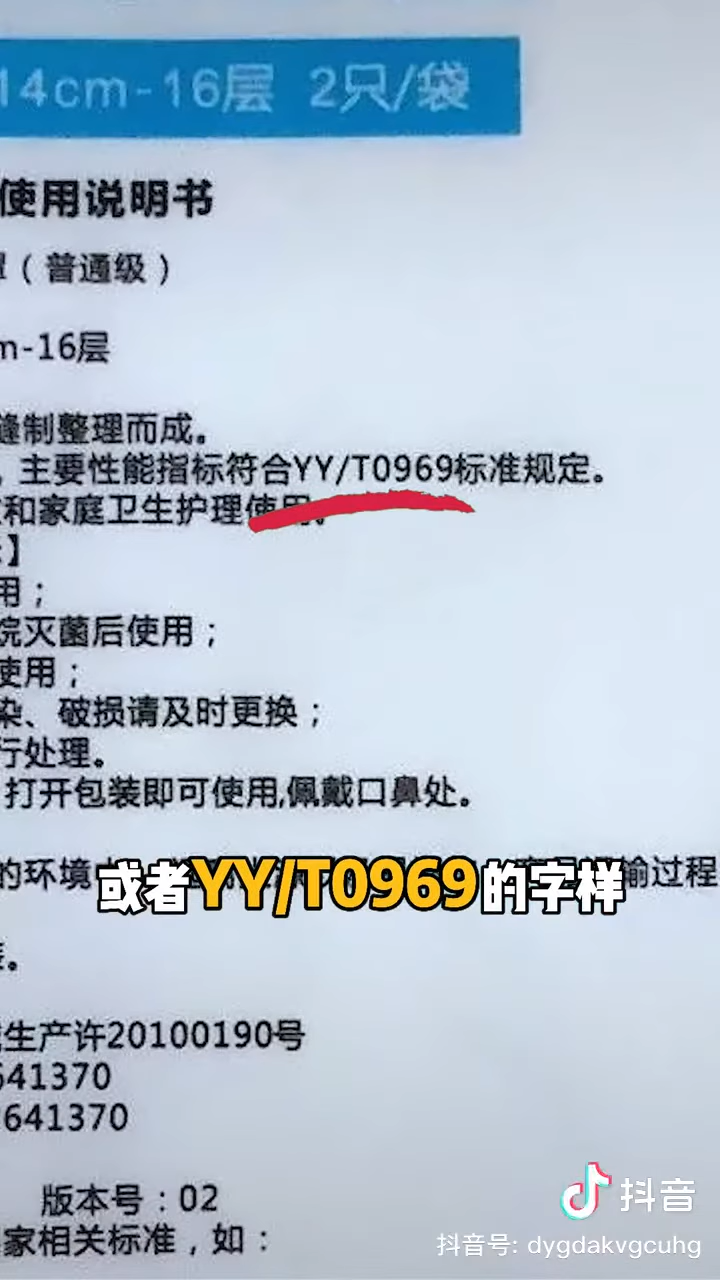 14cm-16层 2只/袋
使用说明书
（普通级）
m-16层
缝制整理而成。
，主要性能指标符合YY/T0969标准规定。
和家庭卫生护理使用。
】
用；
烷灭菌后使用；
使用；
染、破损请及时更换；
行处理。
打开包装即可使用,佩戴口鼻处。
的环境
输过程
或者YY/T0969的字样
。
生产许20100190号
641370
641370
版本号：02
家相关标准，如：
抖音
抖音号: dygdakvgcuhg